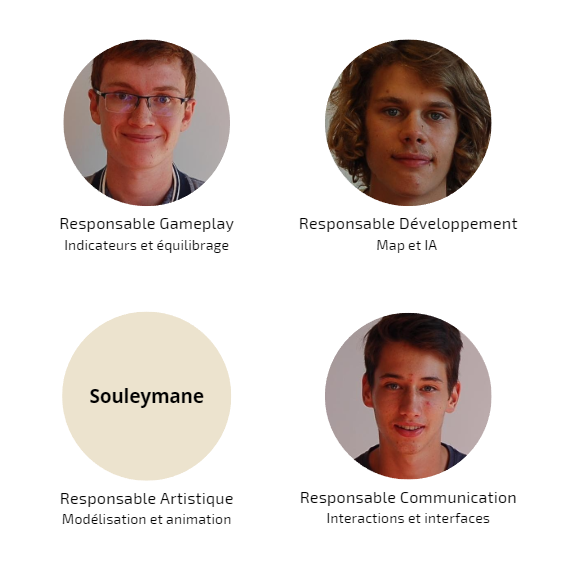 Responsable Gameplay
Indicateurs et équilibrage
Responsable Développement
Map et IA
Souleymane
Responsable Artistique
Modélisation et animation
Responsable Communication
Interactions et interfaces